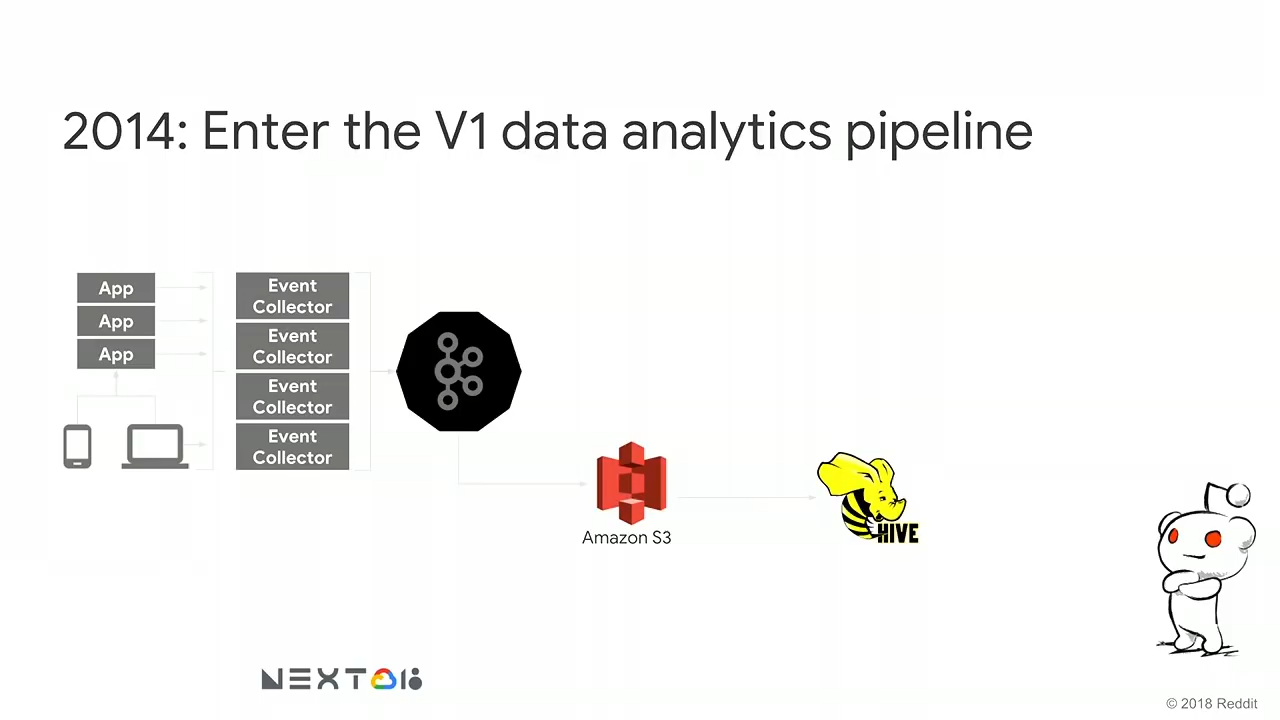 2014: Enter the V1 data analytics pipeline
App
App
App
Event
Collector
Event
Collector
Event
Collector
Event
Collector
Amazon S3
HIVE
NEXT 18
© 2018 Reddit